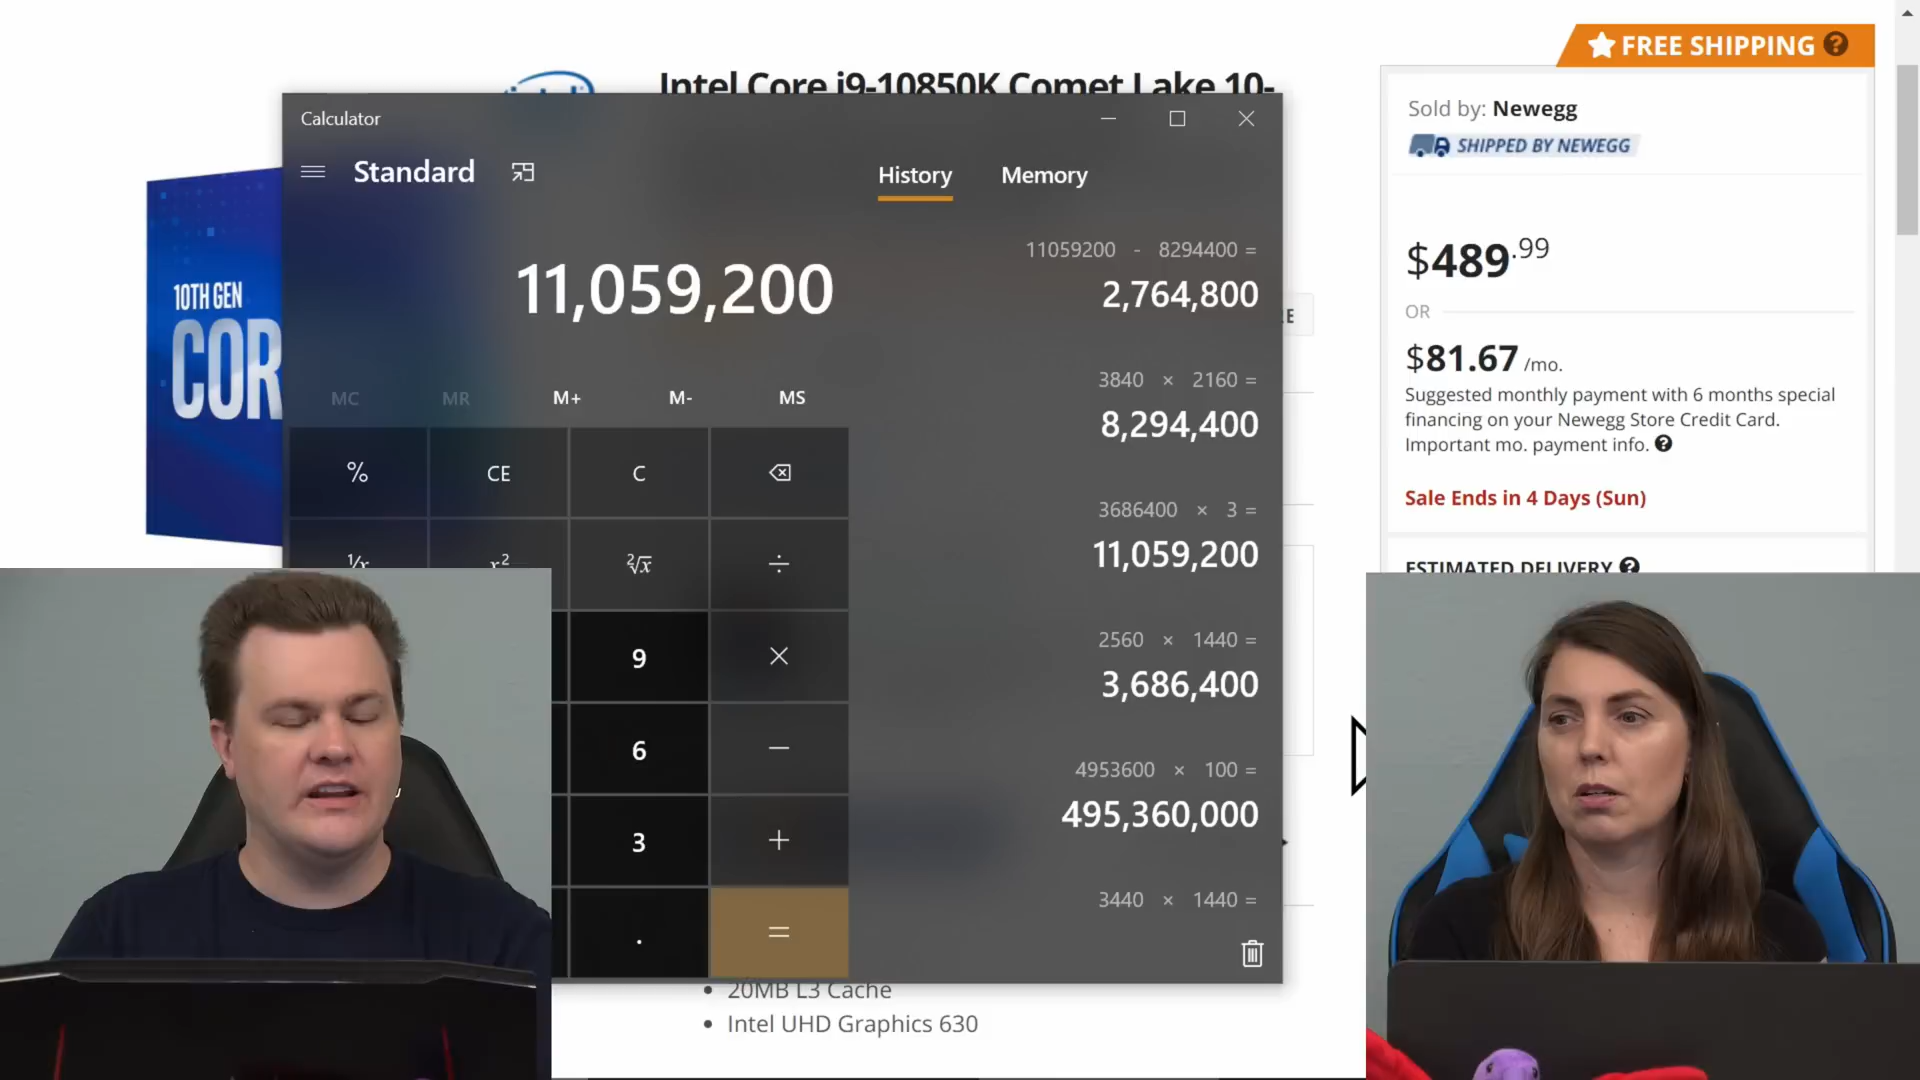 FREE SHIPPING ?
Intel Core i9-10850K Comet Lake 10-
Sold by: Newegg
SHIPPED BY NEWEGG
$489.99
OR
$81.67 /mo.
Suggested monthly payment with 6 months special
financing on your Newegg Store Credit Card.
Important mo. payment info. ?
Sale Ends in 4 Days (Sun)
ESTIMATED DELIVERY ?
10TH GEN
COR
Calculator
Standard
History Memory
11,059,200
MC MR M+ M- MS
% CE C
¹/x x² ²√x ÷
9 ×
6 −
3 +
. =
11059200 - 8294400 =
2,764,800
3840 × 2160 =
8,294,400
3686400 × 3 =
11,059,200
2560 × 1440 =
3,686,400
4953600 × 100 =
495,360,000
3440 × 1440 =
E
• 20MB L3 Cache
• Intel UHD Graphics 630